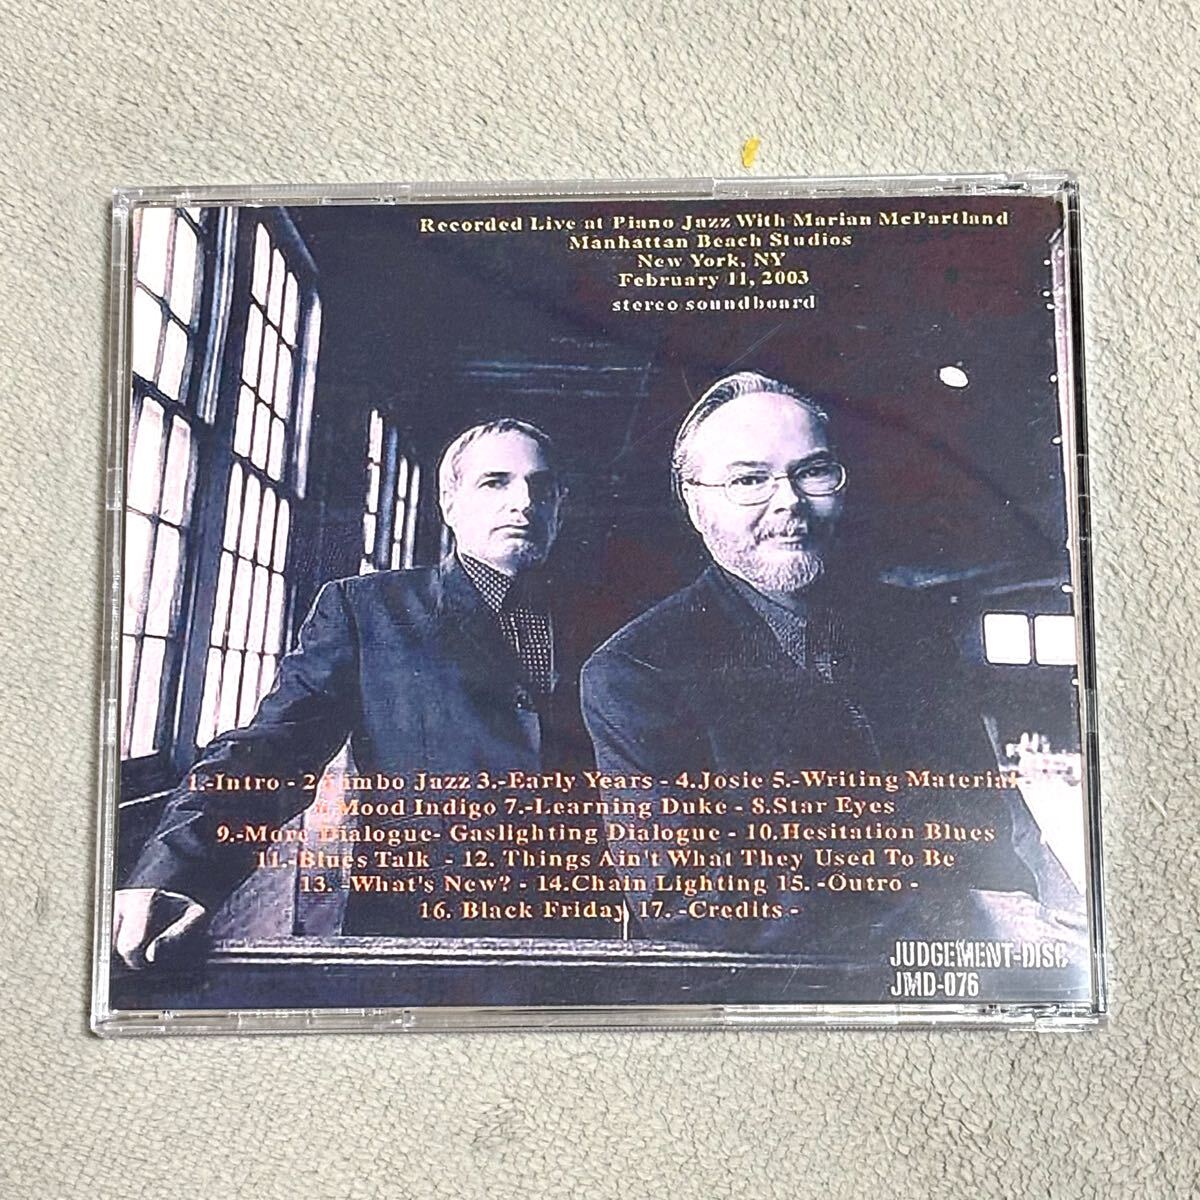 Recorded Live at Piano Jazz With Marian McPartland
Manhattan Beach Studios
New York, NY
February 11, 2003
stereo soundboard
1.-Intro - 2 Limbo Jazz 3.-Early Years - 4.Josie 5.-Writing Material -
Mood Indigo 7.-Learning Duke - 8.Star Eyes
9.-More Dialogue- Gaslighting Dialogue - 10.Hesitation Blues
11.-Blues Talk - 12. Things Ain't What They Used To Be
13. -What's New? - 14.Chain Lighting 15. -Outro -
16. Black Friday 17. -Credits -
JUDGEMENT-DISC
JMD-076